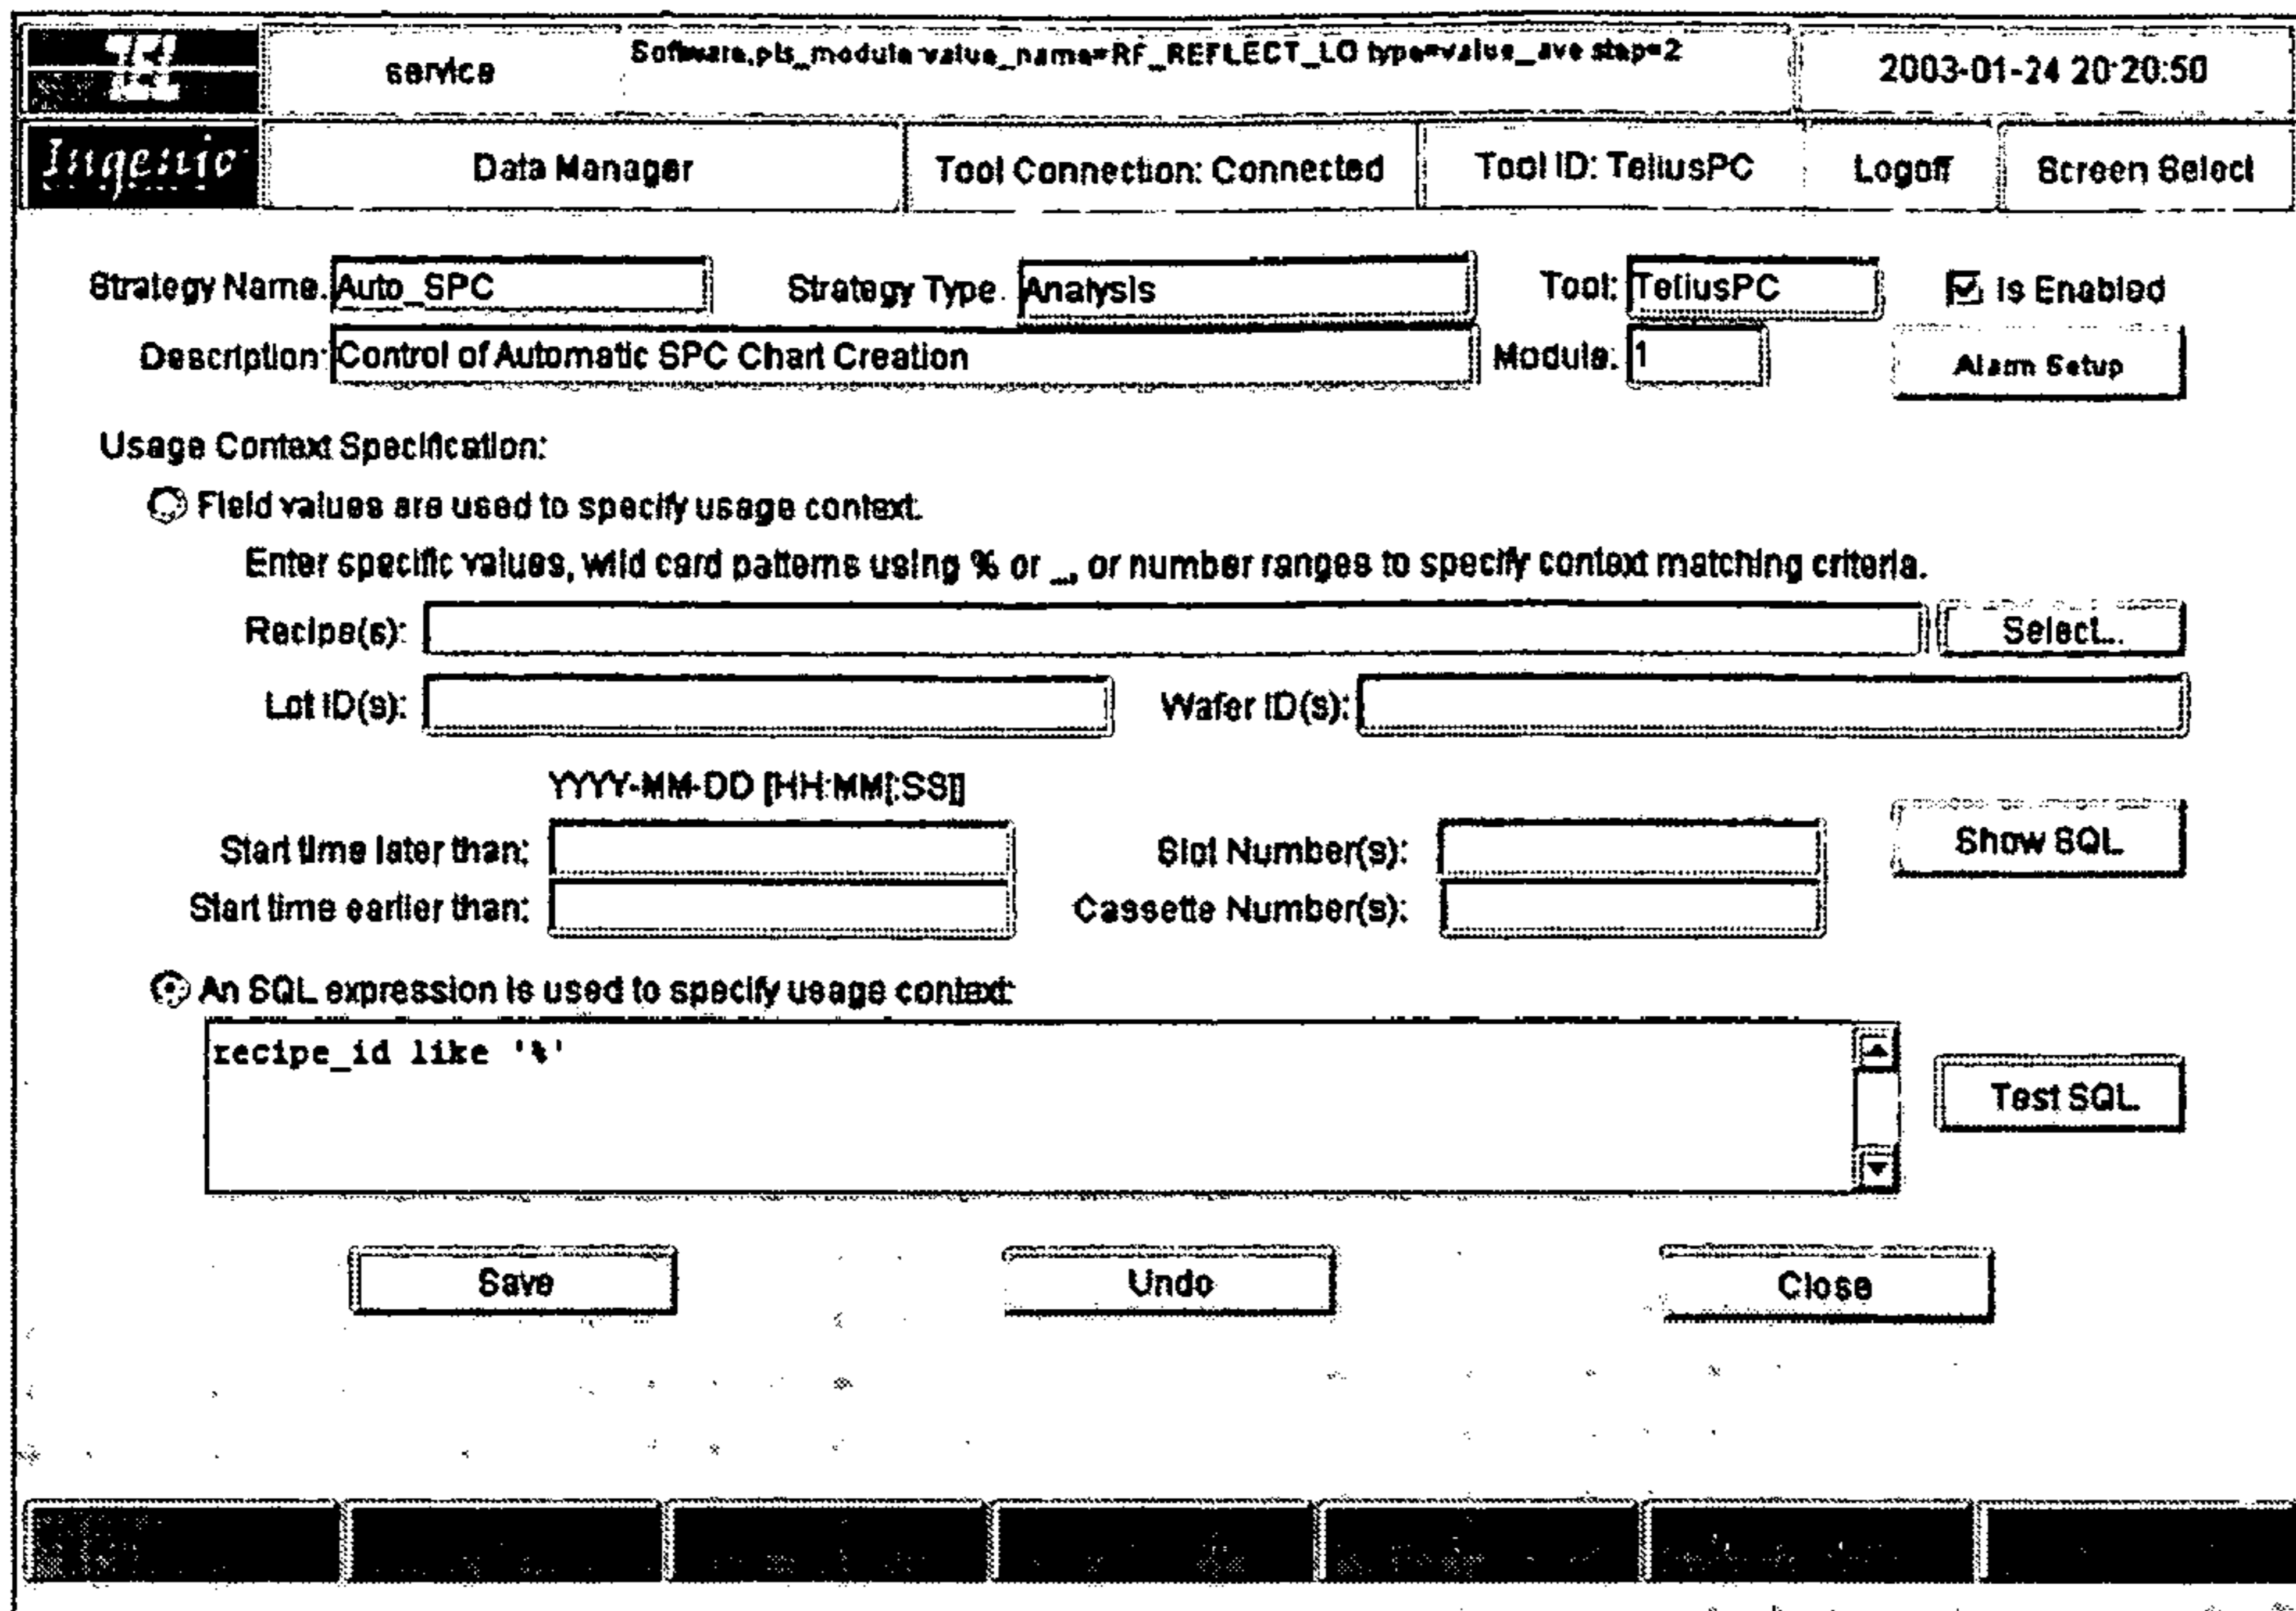 TEL
service
Software.pls_module value_name=RF_REFLECT_LO type=value_ave step=2
2003-01-24 20:20:50
Ingenio
Data Manager
Tool Connection: Connected
Tool ID: TeliusPC
Logoff
Screen Select
Strategy Name: Auto_SPC
Strategy Type: Analysis
Tool: TeliusPC
Is Enabled
Description: Control of Automatic SPC Chart Creation
Module: 1
Alarm Setup
Usage Context Specification:
Field values are used to specify usage context:
Enter specific values, wild card patterns using % or _, or number ranges to specify context matching criteria.
Recipe(s):
Select...
Lot ID(s):
Wafer ID(s):
YYYY-MM-DD [HH:MM[:SS]]
Start time later than:
Slot Number(s):
Show SQL
Start time earlier than:
Cassette Number(s):
An SQL expression is used to specify usage context:
recipe_id like '%'
Test SQL
Save
Undo
Close